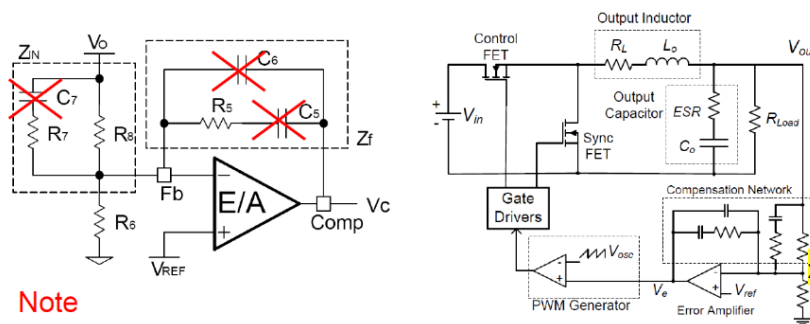 Vo
ZIN
C7
R7
R8
C6
R5
C5
Zf
Fb
E/A
Comp
Vc
R6
VREF
Note
Output Inductor
Control
FET
RL
Lo
Vou
+
-
Vin
Output
Capacitor
ESR
Co
RLoad
Sync
FET
Gate
Drivers
Compensation Network
Vosc
PWM Generator
Ve
Vref
Error Amplifier